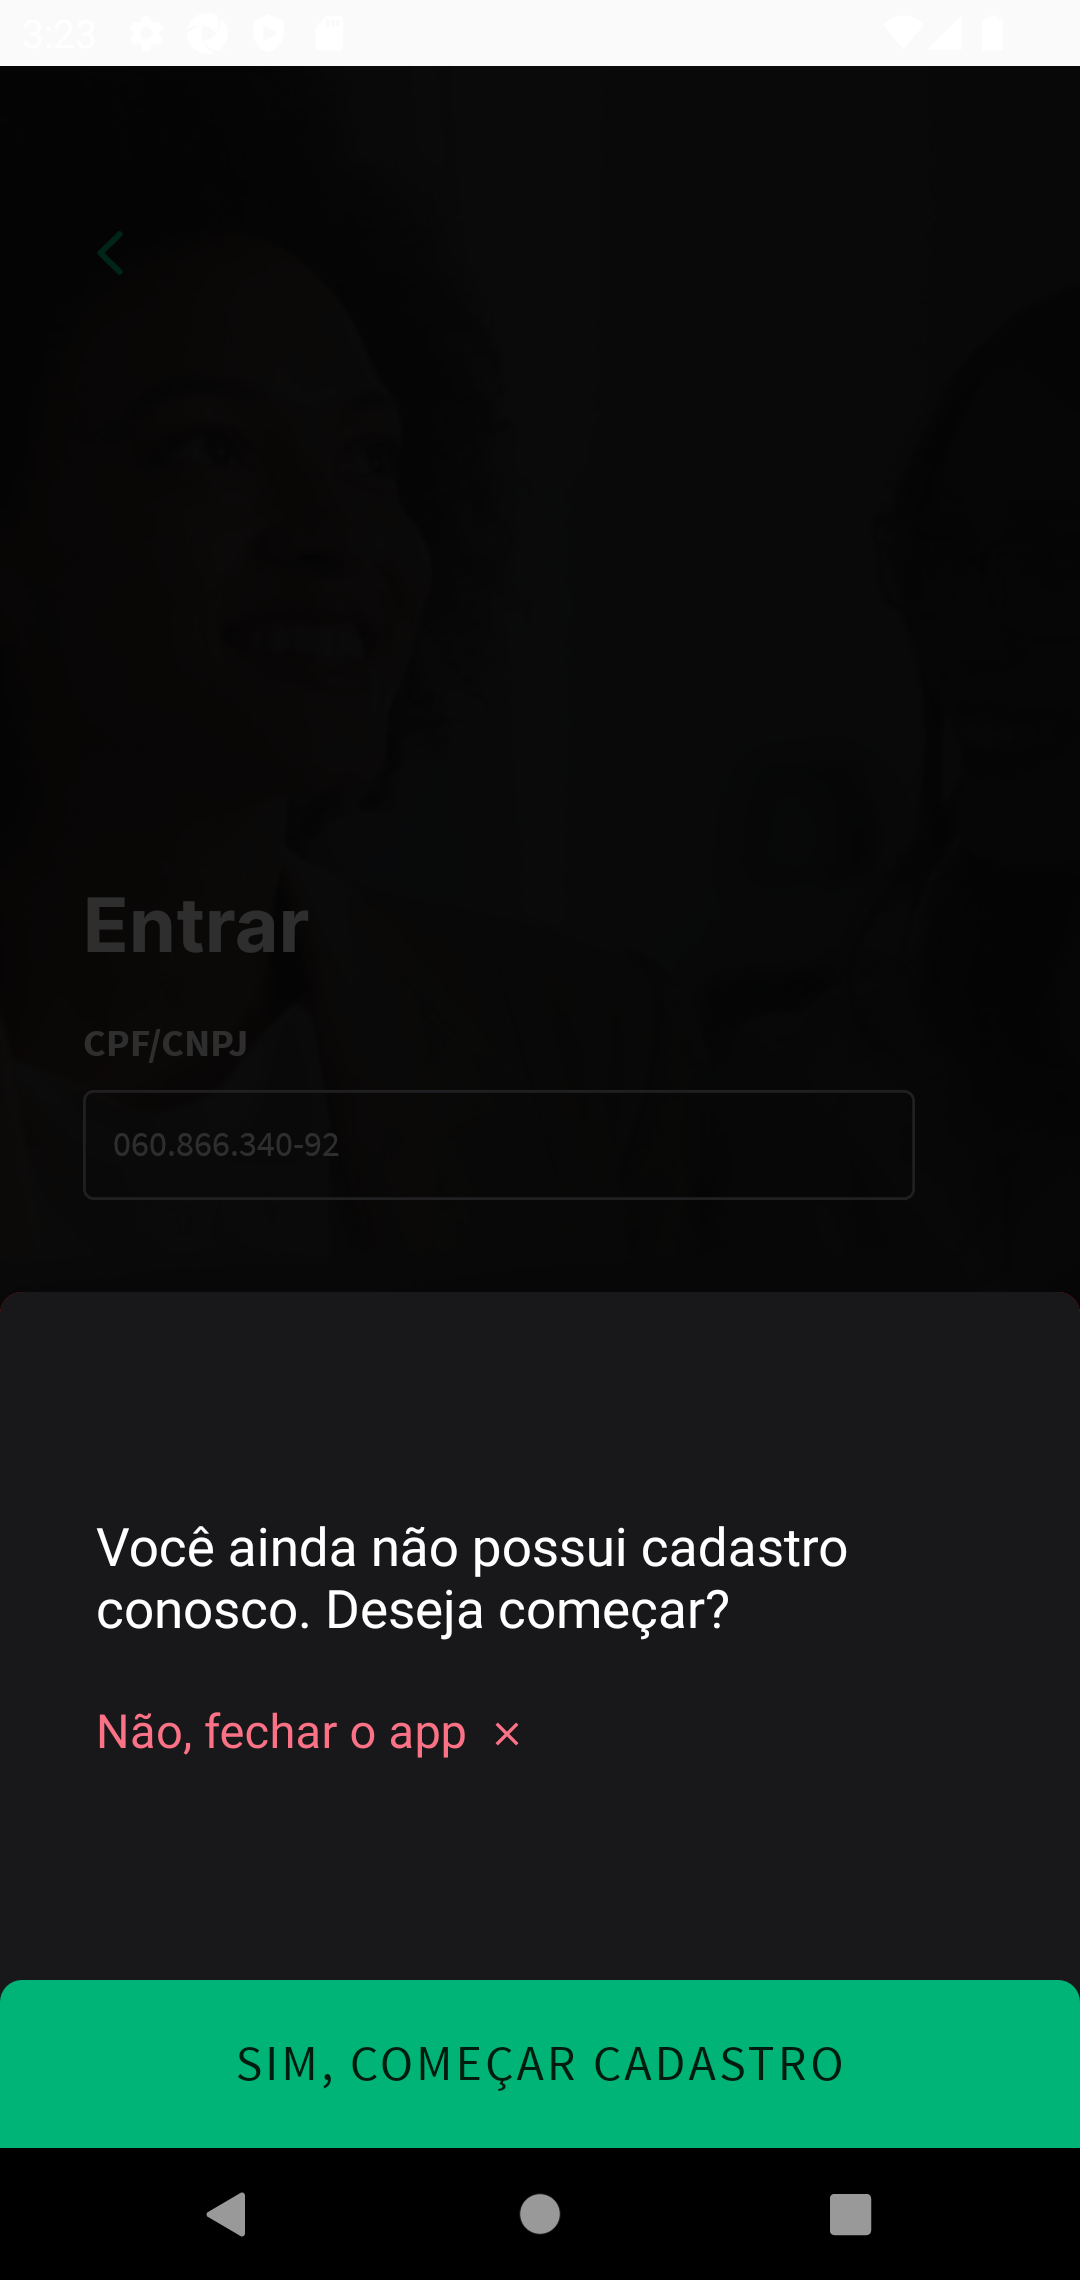 3:23
Entrar
CPF/CNPJ
060.866.340-92
Você ainda não possui cadastro
conosco. Deseja começar?
Não, fechar o app
SIM, COMEÇAR CADASTRO